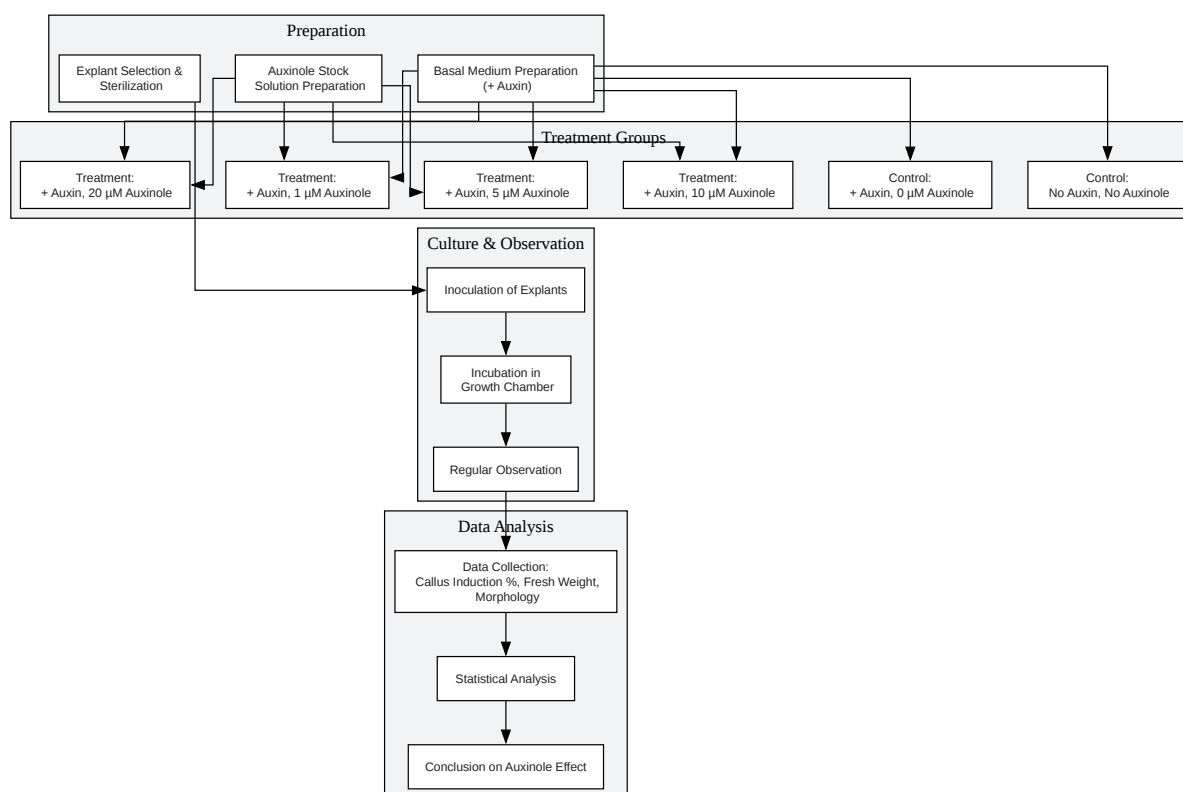 Preparation
Explant Selection &
Sterilization
Auxinole Stock
Solution Preparation
Basal Medium Preparation
(+ Auxin)
Treatment Groups
Treatment:
+ Auxin, 20 µM Auxinole
Treatment:
+ Auxin, 1 µM Auxinole
Treatment:
+ Auxin, 5 µM Auxinole
Treatment:
+ Auxin, 10 µM Auxinole
Control:
+ Auxin, 0 µM Auxinole
Control:
No Auxin, No Auxinole
Culture & Observation
Inoculation of Explants
Incubation in
Growth Chamber
Regular Observation
Data Analysis
Data Collection:
Callus Induction %, Fresh Weight,
Morphology
Statistical Analysis
Conclusion on Auxinole Effect